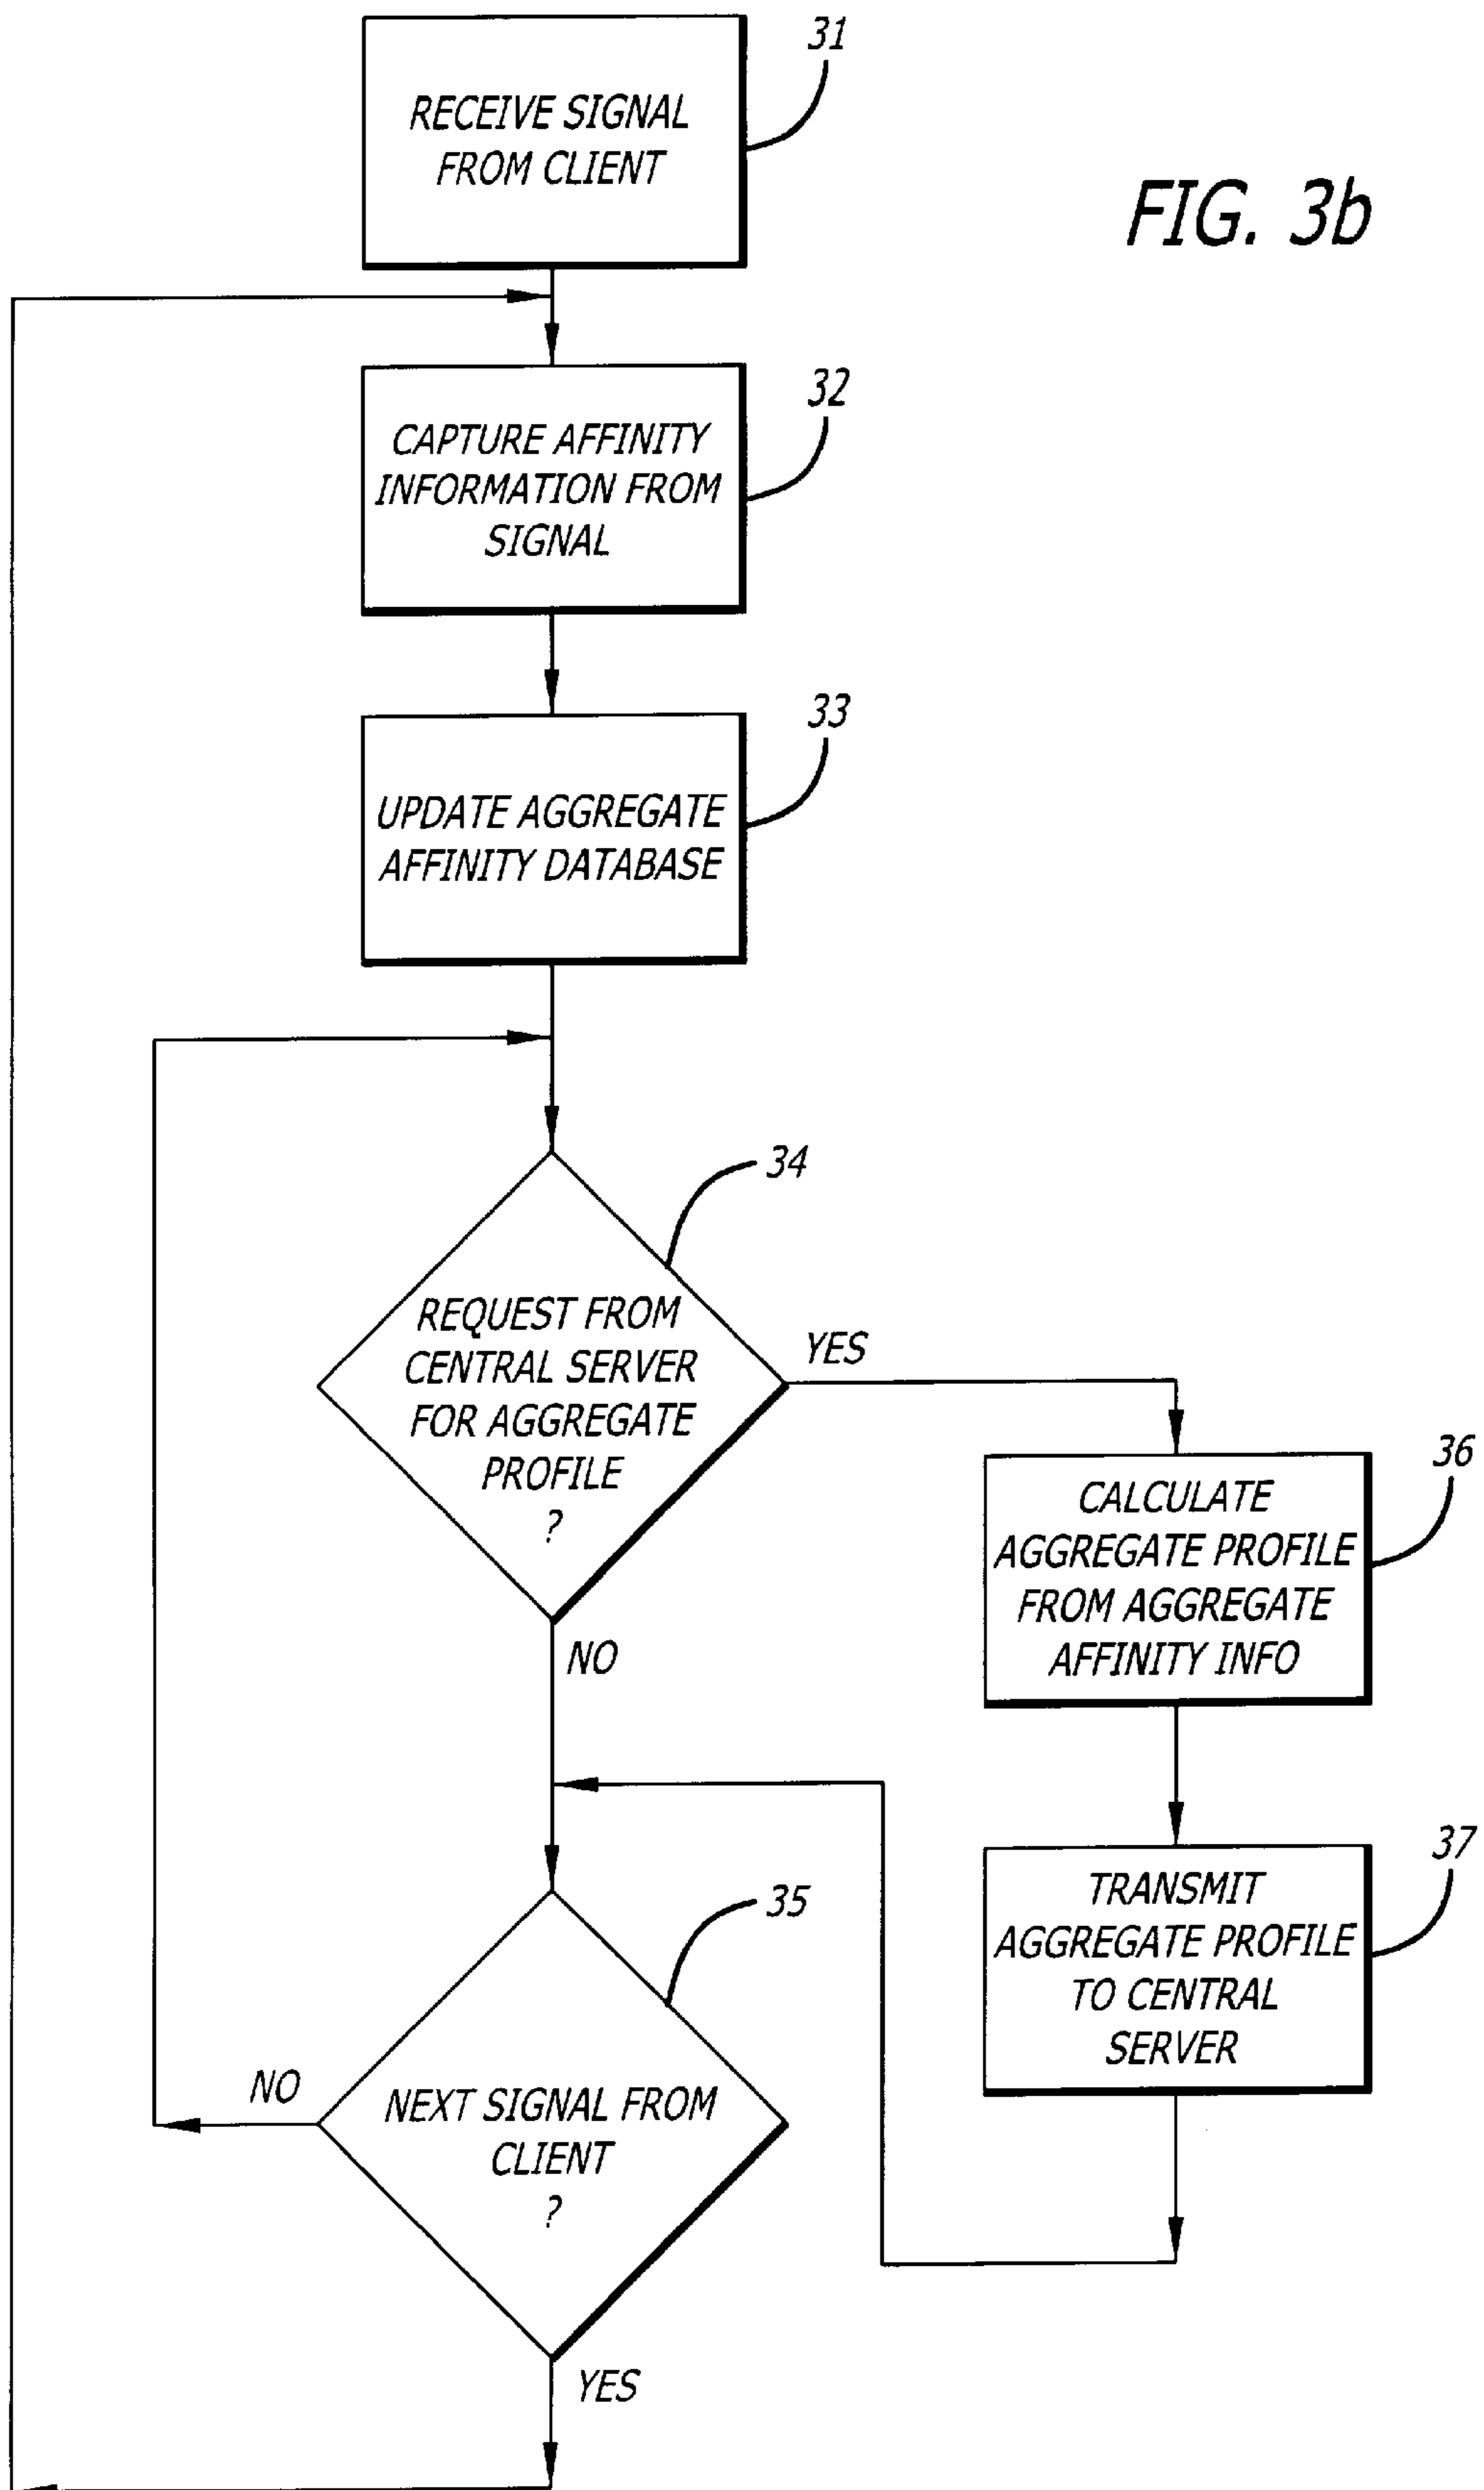 31
RECEIVE SIGNAL
FROM CLIENT
FIG. 3b
32
CAPTURE AFFINITY
INFORMATION FROM
SIGNAL
33
UPDATE AGGREGATE
AFFINITY DATABASE
34
REQUEST FROM
CENTRAL SERVER
FOR AGGREGATE
PROFILE
?
YES
NO
36
CALCULATE
AGGREGATE PROFILE
FROM AGGREGATE
AFFINITY INFO
37
TRANSMIT
AGGREGATE PROFILE
TO CENTRAL
SERVER
35
NEXT SIGNAL FROM
CLIENT
?
NO
YES